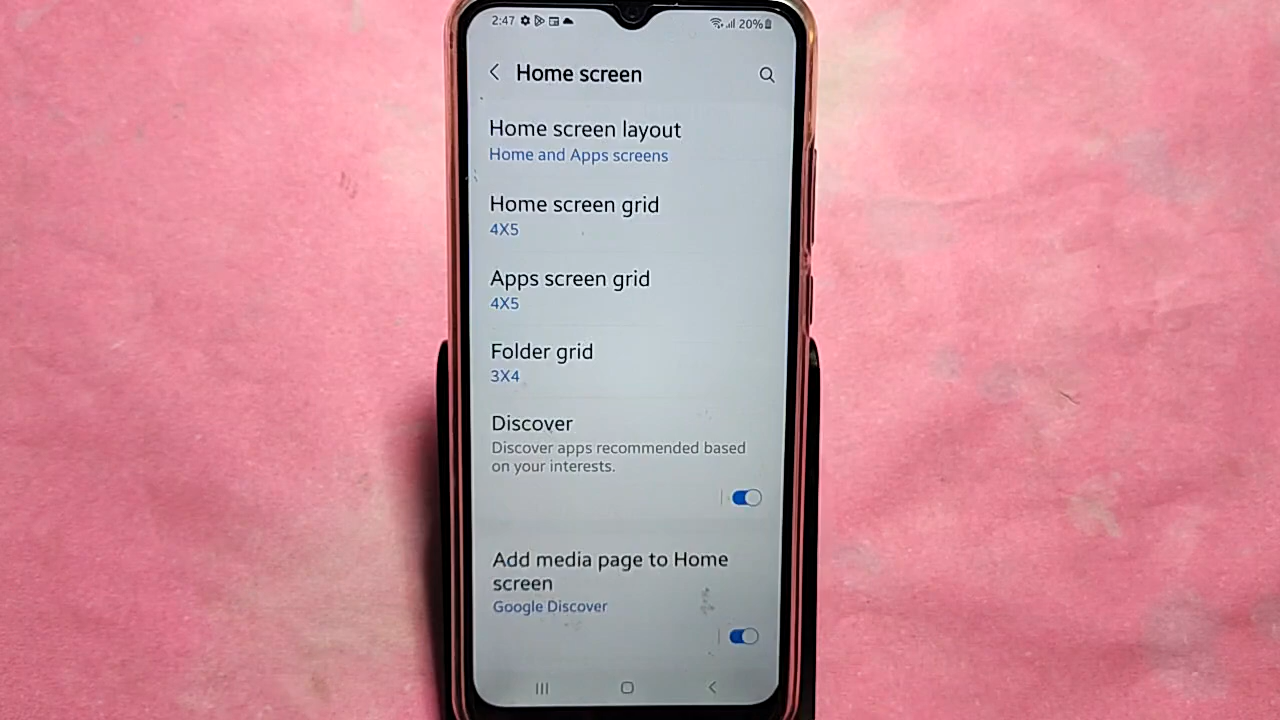 2:47 20%
Home screen
Home screen layout
Home and Apps screens
Home screen grid
4X5
Apps screen grid
4X5
Folder grid
3X4
Discover
Discover apps recommended based
on your interests.
Add media page to Home
screen
Google Discover